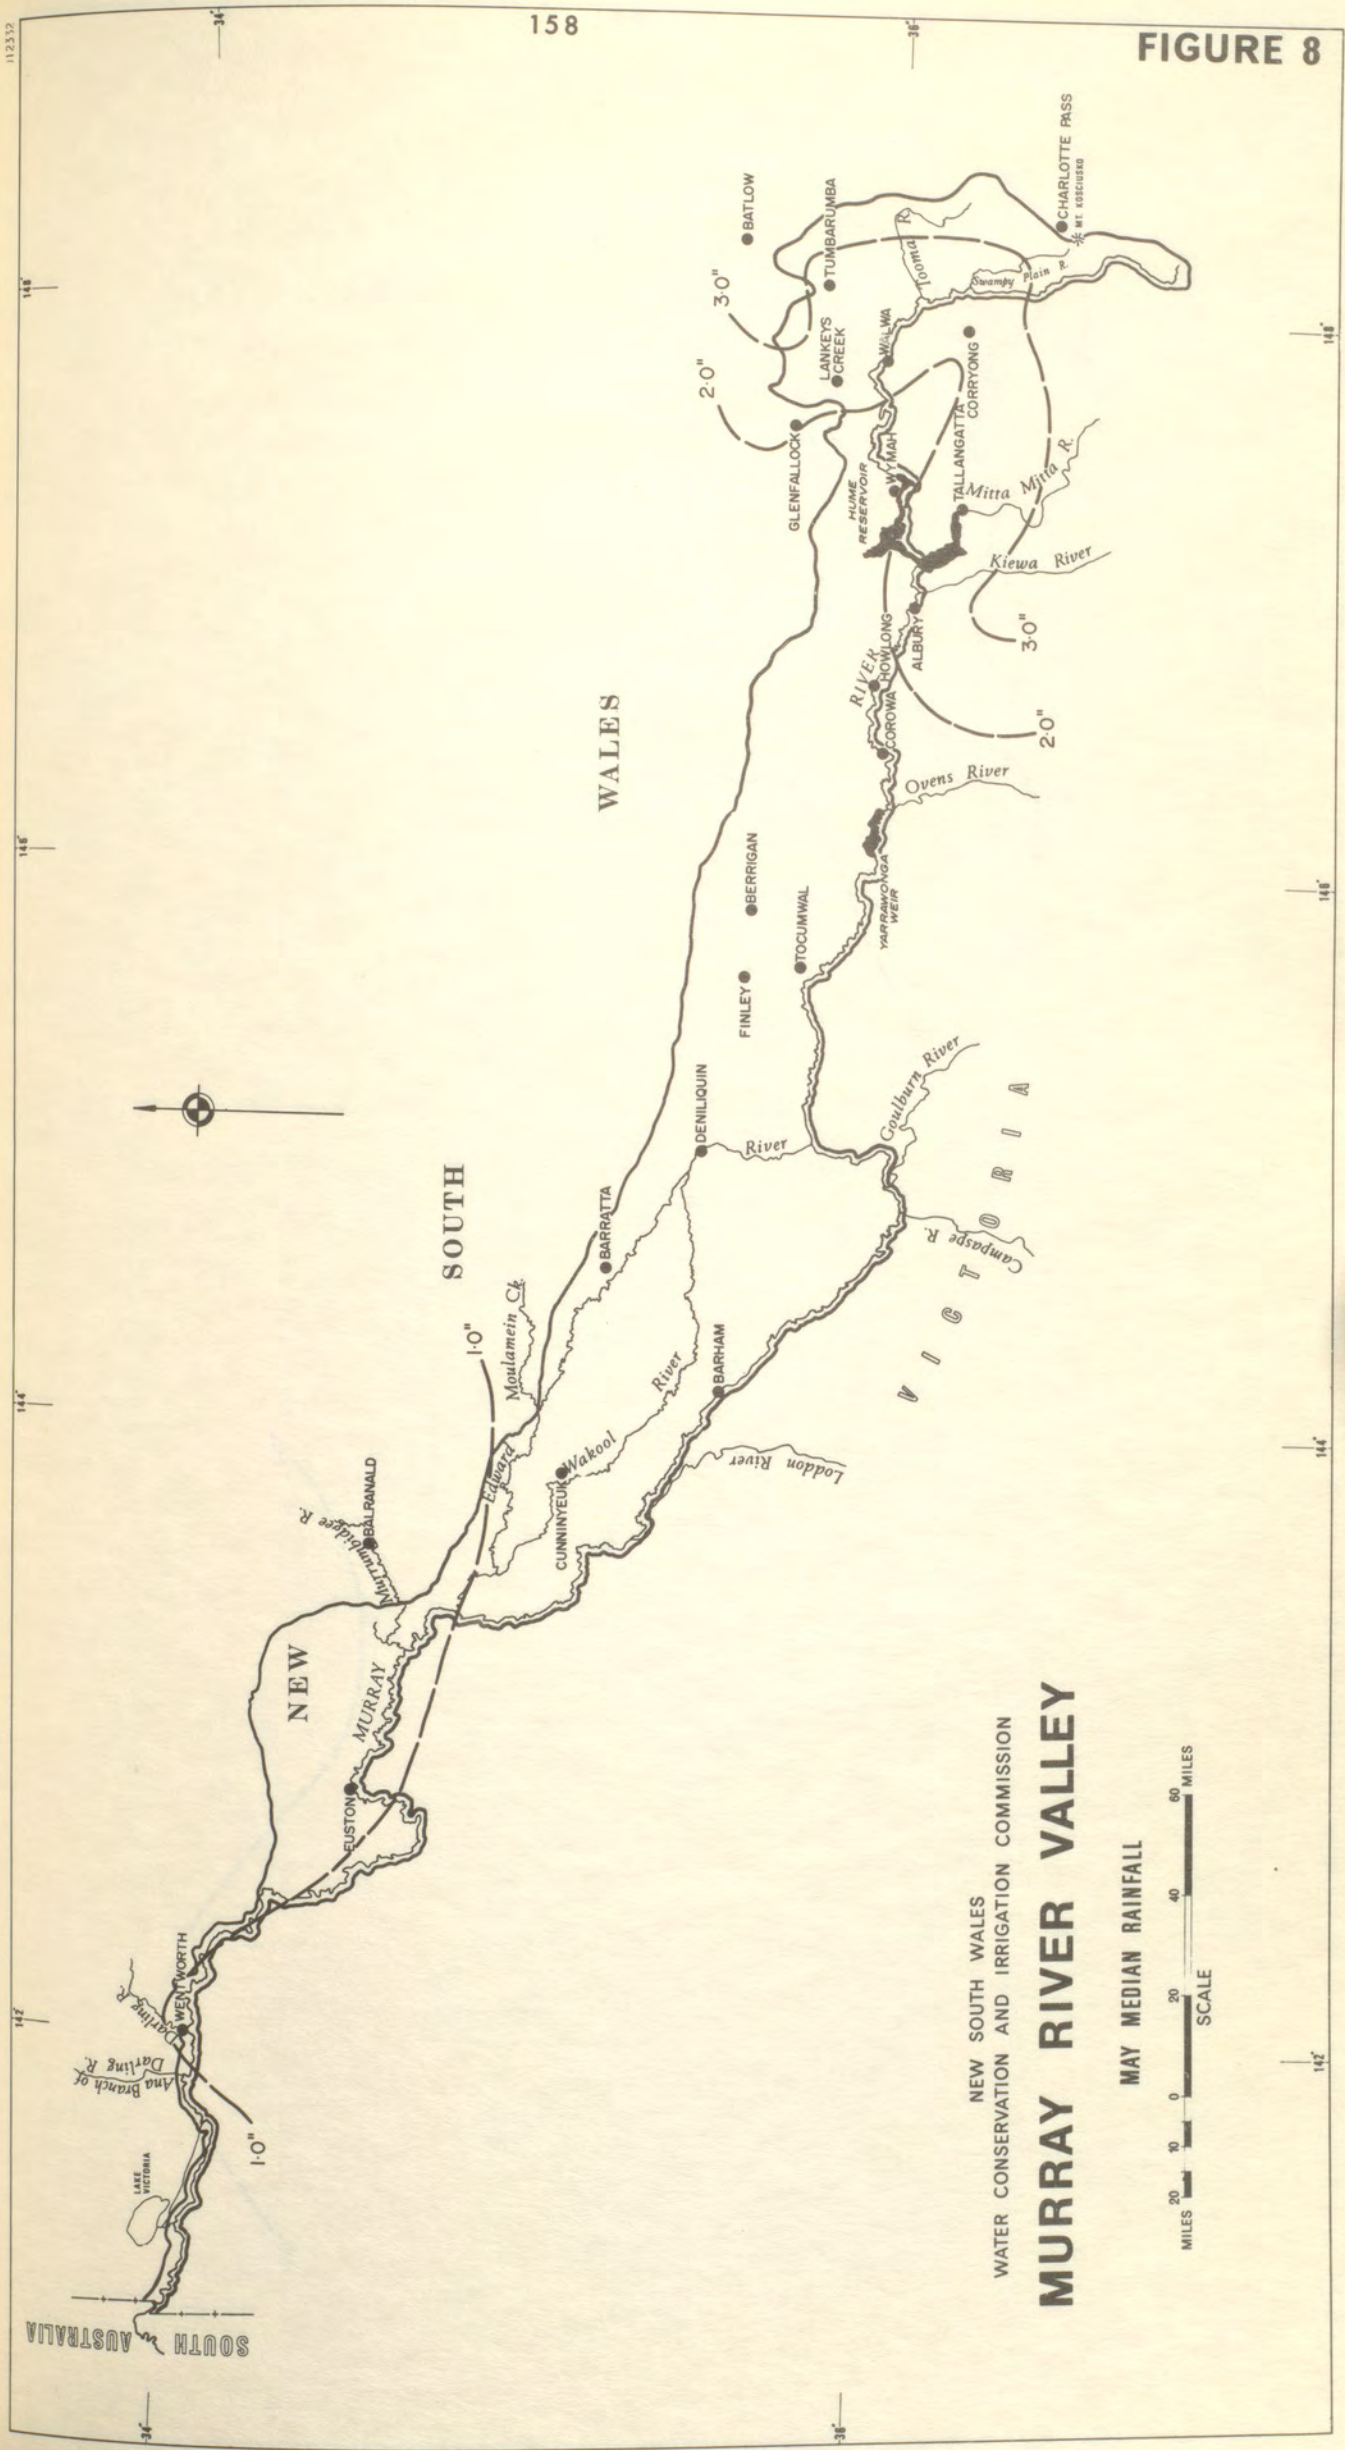 112332
158
FIGURE 8
34°
36°
148°
148°
146°
146°
144°
144°
142°
142°
34°
36°
SOUTH
AUSTRALIA
LAKE
VICTORIA
Ana Branch of
Darling R.
Darling R.
WENTWORTH
1·0"
EUSTON
MURRAY
NEW
Murrumbidgee R.
BALRANALD
Edward
R.
CUNNINYEUK
Wakool
River
Moulamein Ck.
1·0"
SOUTH
BARRATTA
BARHAM
Loddon River
DENILIQUIN
River
Campaspe R.
Goulburn River
VICTORIA
FINLEY
BERRIGAN
TOCUMWAL
WALES
YARRAWONGA
WEIR
Ovens River
COROWA
RIVER
HOWLONG
ALBURY
2·0"
3·0"
Kiewa River
HUME
RESERVOIR
WYMAH
TALLANGATTA
Mitta Mitta R.
GLENFALLOCK
2·0"
LANKEYS
CREEK
WALWA
CORRYONG
3·0"
BATLOW
TUMBARUMBA
Tooma R.
Swampy Plain R.
CHARLOTTE PASS
MT. KOSCIUSKO
NEW SOUTH WALES
WATER CONSERVATION AND IRRIGATION COMMISSION
MURRAY RIVER VALLEY
MAY MEDIAN RAINFALL
MILES 20 10 0 20 40 60 MILES
SCALE